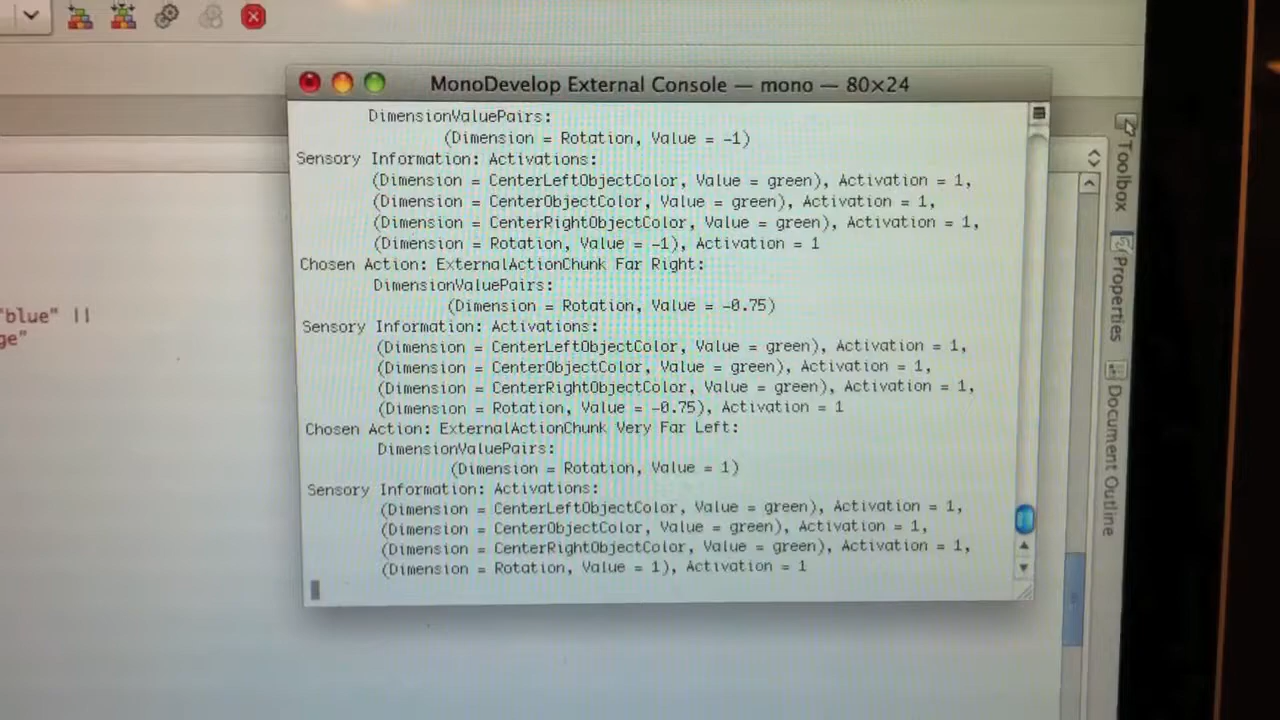 MonoDevelop External Console — mono — 80×24
DimensionValuePairs:
(Dimension = Rotation, Value = -1)
Sensory Information: Activations:
(Dimension = CenterLeftObjectColor, Value = green), Activation = 1,
(Dimension = CenterObjectColor, Value = green), Activation = 1,
(Dimension = CenterRightObjectColor, Value = green), Activation = 1,
(Dimension = Rotation, Value = -1), Activation = 1
Chosen Action: ExternalActionChunk Far Right:
DimensionValuePairs:
(Dimension = Rotation, Value = -0.75)
Sensory Information: Activations:
(Dimension = CenterLeftObjectColor, Value = green), Activation = 1,
(Dimension = CenterObjectColor, Value = green), Activation = 1,
(Dimension = CenterRightObjectColor, Value = green), Activation = 1,
(Dimension = Rotation, Value = -0.75), Activation = 1
Chosen Action: ExternalActionChunk Very Far Left:
DimensionValuePairs:
(Dimension = Rotation, Value = 1)
Sensory Information: Activations:
(Dimension = CenterLeftObjectColor, Value = green), Activation = 1,
(Dimension = CenterObjectColor, Value = green), Activation = 1,
(Dimension = CenterRightObjectColor, Value = green), Activation = 1,
(Dimension = Rotation, Value = 1), Activation = 1
"blue" ||
ge"
Toolbox
Properties
Document Outline